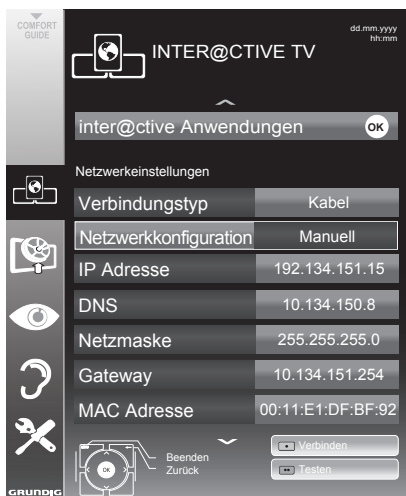 COMFORT
GUIDE
INTER@CTIVE TV
dd.mm.yyyy
hh:mm
inter@ctive Anwendungen OK
Netzwerkeinstellungen
Verbindungstyp Kabel
Netzwerkkonfiguration Manuell
IP Adresse 192.134.151.15
DNS 10.134.150.8
Netzmaske 255.255.255.0
Gateway 10.134.151.254
MAC Adresse 00:11:E1:DF:BF:92
OK
Beenden
Zurück
Verbinden
Testen
GRUNDIG